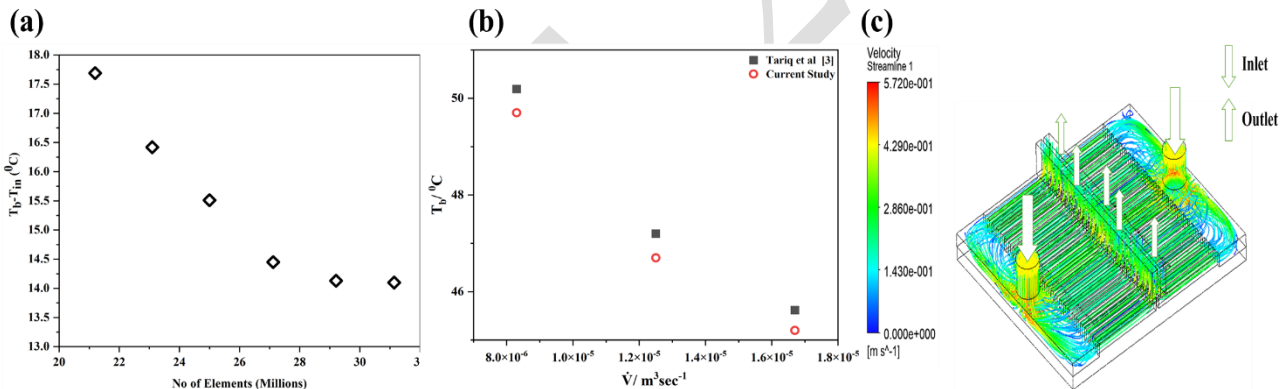 (a)
18.0
17.5
17.0
16.5
16.0
15.5
15.0
14.5
14.0
13.5
13.0
T_b-T_in (⁰C)
20 22 24 26 28 30 3
No of Elements (Millions)
(b)
Tariq et al [3]
Current Study
50
48
46
T_b/ ⁰C
8.0×10⁻⁶ 1.0×10⁻⁵ 1.2×10⁻⁵ 1.4×10⁻⁵ 1.6×10⁻⁵ 1.8×10⁻⁵
V̇/ m³sec⁻¹
(c)
Velocity
Streamline 1
5.720e-001
4.290e-001
2.860e-001
1.430e-001
0.000e+000
[m s^-1]
Inlet
Outlet